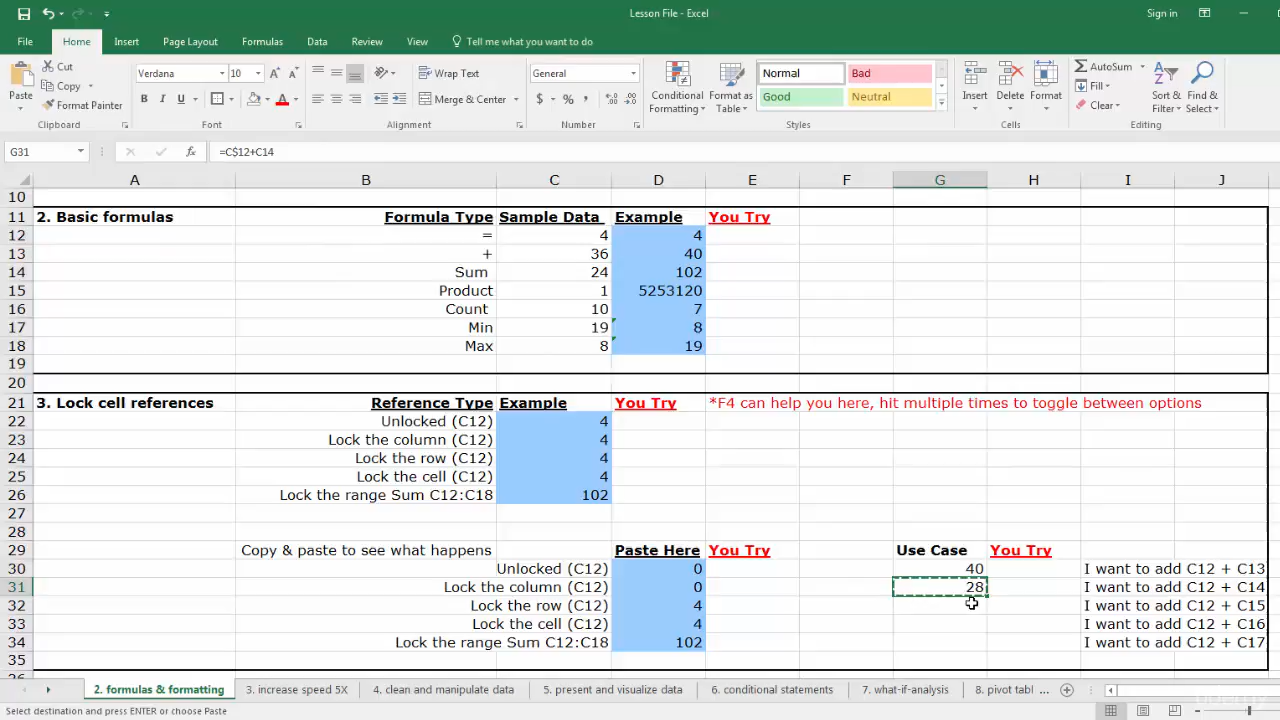 Lesson File - Excel
Sign in
File Home Insert Page Layout Formulas Data Review View Tell me what you want to do
Paste
Cut
Copy
Format Painter
Clipboard
Verdana 10
B I U
Font
Wrap Text
Merge & Center
Alignment
General
$ % ,
Number
Conditional Formatting
Format as Table
Normal Bad
Good Neutral
Styles
Insert Delete Format
Cells
AutoSum
Fill
Clear
Sort & Filter
Find & Select
Editing
G31 fx =C$12+C14
A B C D E F G H I J
10
11 2. Basic formulas Formula Type Sample Data Example You Try
12 = 4 4
13 + 36 40
14 Sum 24 102
15 Product 1 5253120
16 Count 10 7
17 Min 19 8
18 Max 8 19
19
20
21 3. Lock cell references Reference Type Example You Try *F4 can help you here, hit multiple times to toggle between options
22 Unlocked (C12) 4
23 Lock the column (C12) 4
24 Lock the row (C12) 4
25 Lock the cell (C12) 4
26 Lock the range Sum C12:C18 102
27
28
29 Copy & paste to see what happens Paste Here You Try Use Case You Try
30 Unlocked (C12) 0 40 I want to add C12 + C13
31 Lock the column (C12) 0 28 I want to add C12 + C14
32 Lock the row (C12) 4 I want to add C12 + C15
33 Lock the cell (C12) 4 I want to add C12 + C16
34 Lock the range Sum C12:C18 102 I want to add C12 + C17
35
2. formulas & formatting 3. increase speed 5X 4. clean and manipulate data 5. present and visualize data 6. conditional statements 7. what-if-analysis 8. pivot tabl ...
Select destination and press ENTER or choose Paste